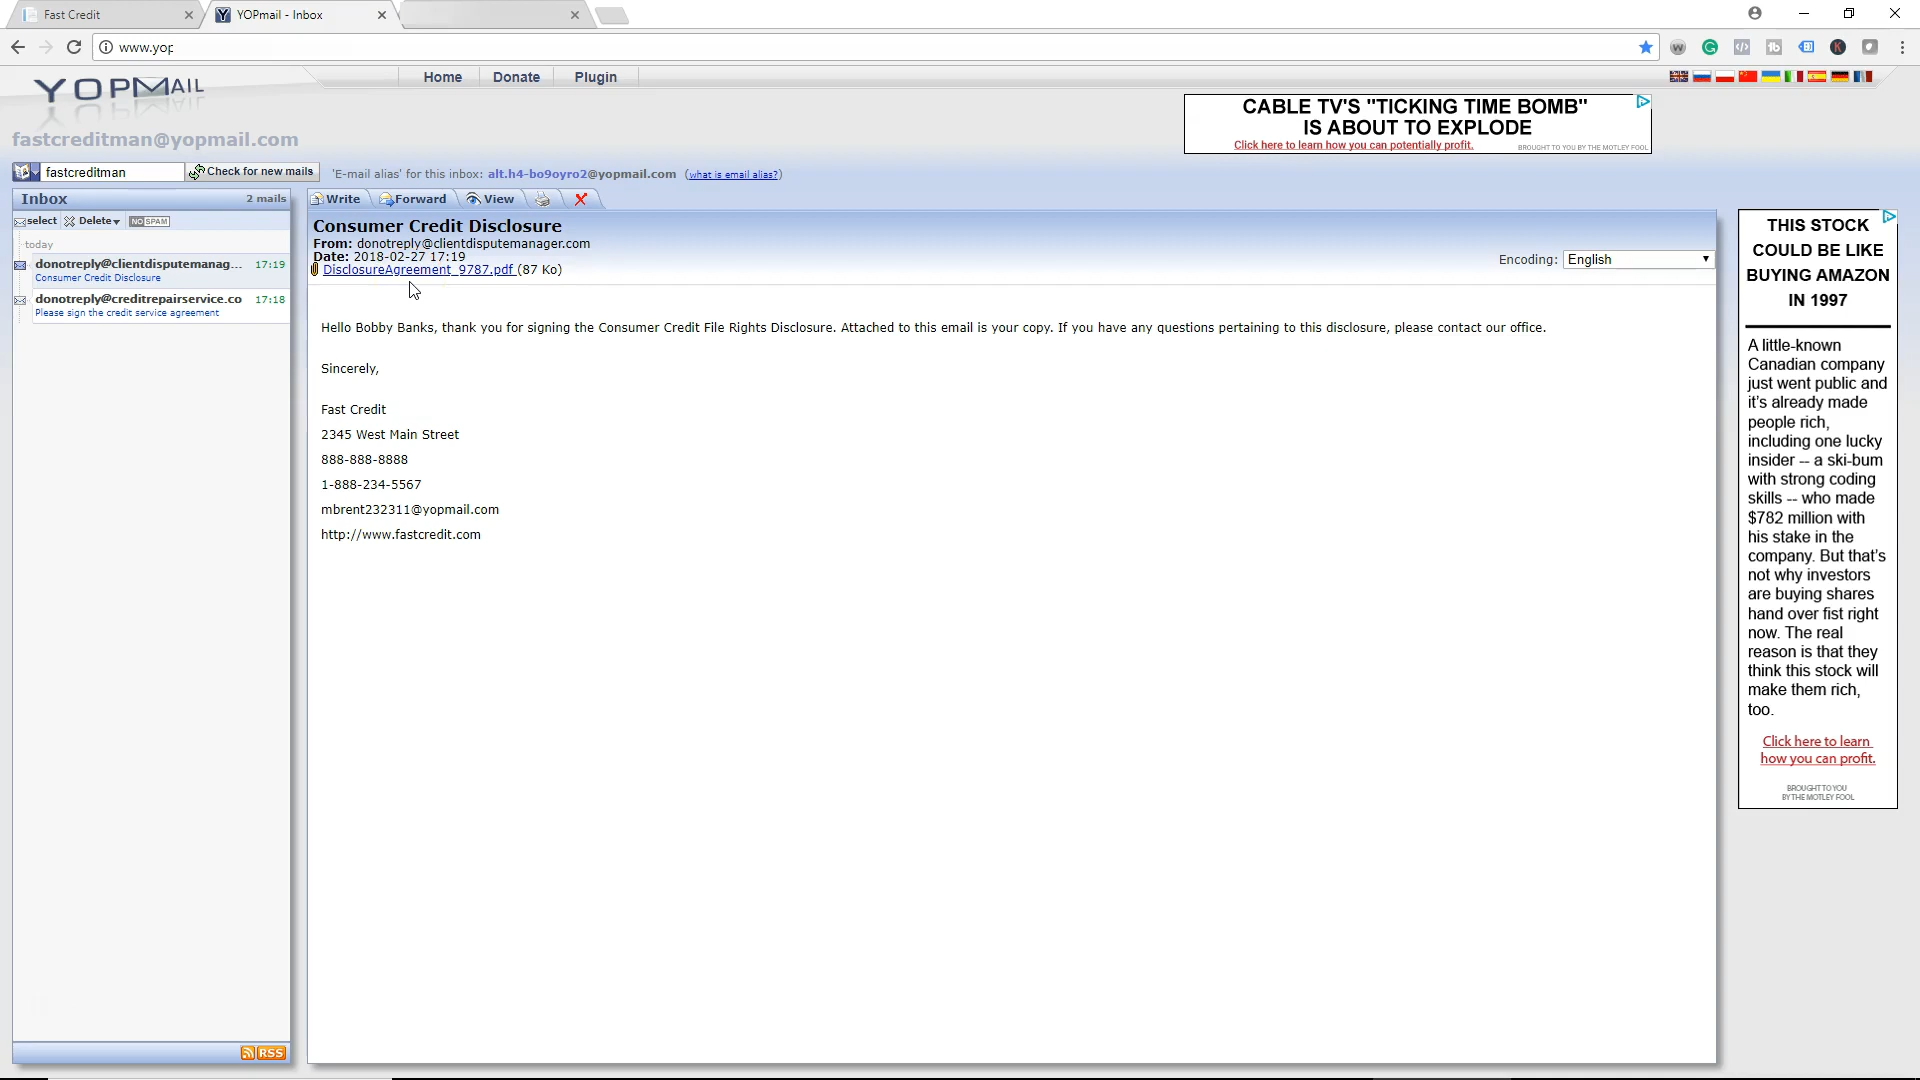 Fast Credit
YOPmail - Inbox
www.yop
YOPMAIL
Home
Donate
Plugin
CABLE TV'S "TICKING TIME BOMB"
IS ABOUT TO EXPLODE
Click here to learn how you can potentially profit.
BROUGHT TO YOU BY THE MOTLEY FOOL
fastcreditman@yopmail.com
fastcreditman
Check for new mails
'E-mail alias' for this inbox: alt.h4-bo9oyro2@yopmail.com (what is email alias?)
Inbox
2 mails
select
Delete
NO SPAM
today
donotreply@clientdisputemanag... 17:19
Consumer Credit Disclosure
donotreply@creditrepairservice.co 17:18
Please sign the credit service agreement
RSS
Write
Forward
View
Consumer Credit Disclosure
From: donotreply@clientdisputemanager.com
Date: 2018-02-27 17:19
DisclosureAgreement_9787.pdf (87 Ko)
Encoding: English
Hello Bobby Banks, thank you for signing the Consumer Credit File Rights Disclosure. Attached to this email is your copy. If you have any questions pertaining to this disclosure, please contact our office.
Sincerely,
Fast Credit
2345 West Main Street
888-888-8888
1-888-234-5567
mbrent232311@yopmail.com
http://www.fastcredit.com
THIS STOCK
COULD BE LIKE
BUYING AMAZON
IN 1997
A little-known
Canadian company
just went public and
it's already made
people rich,
including one lucky
insider -- a ski-bum
with strong coding
skills -- who made
$782 million with
his stake in the
company. But that's
not why investors
are buying shares
hand over fist right
now. The real
reason is that they
think this stock will
make them rich,
too.
Click here to learn
how you can profit.
BROUGHT TO YOU
BY THE MOTLEY FOOL